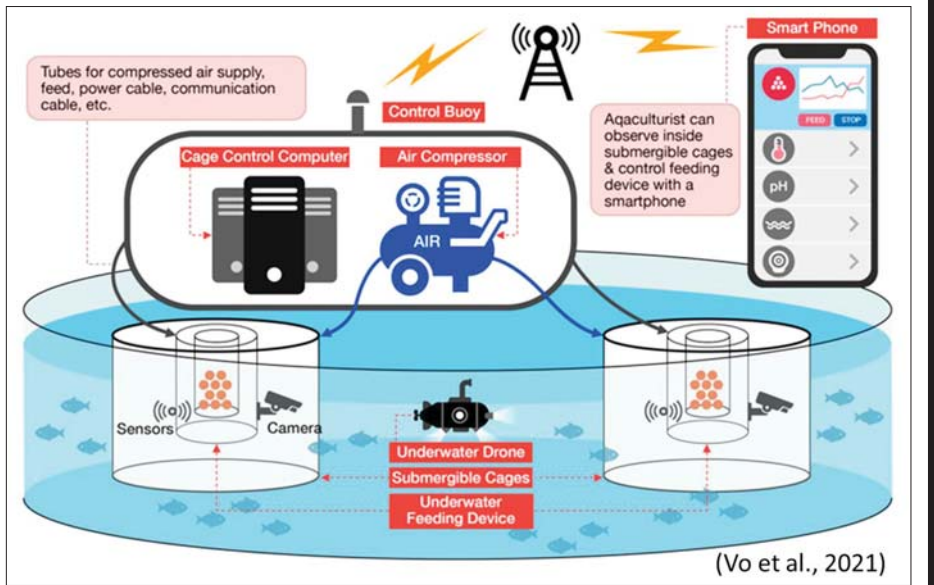 Smart Phone
Tubes for compressed air supply,
feed, power cable, communication
cable, etc.
Control Buoy
Cage Control Computer
Air Compressor
AIR
Aqaculturist can
observe inside
submergible cages
& control feeding
device with a
smartphone
FEED
STOP
pH
Sensors
Camera
Sensors
Camera
Underwater Drone
Submergible Cages
Underwater
Feeding Device
(Vo et al., 2021)